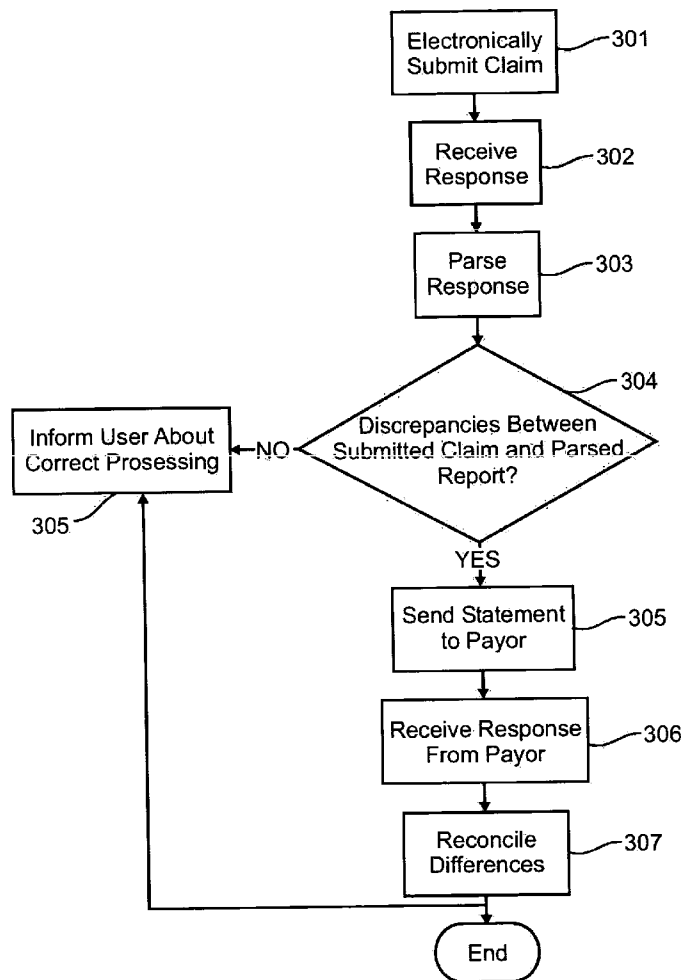 Electronically
Submit Claim
301
Receive
Response
302
Parse
Response
303
304
Discrepancies Between
Submitted Claim and Parsed
Report?
NO
Inform User About
Correct Prosessing
305
YES
Send Statement
to Payor
305
Receive Response
From Payor
306
Reconcile
Differences
307
End